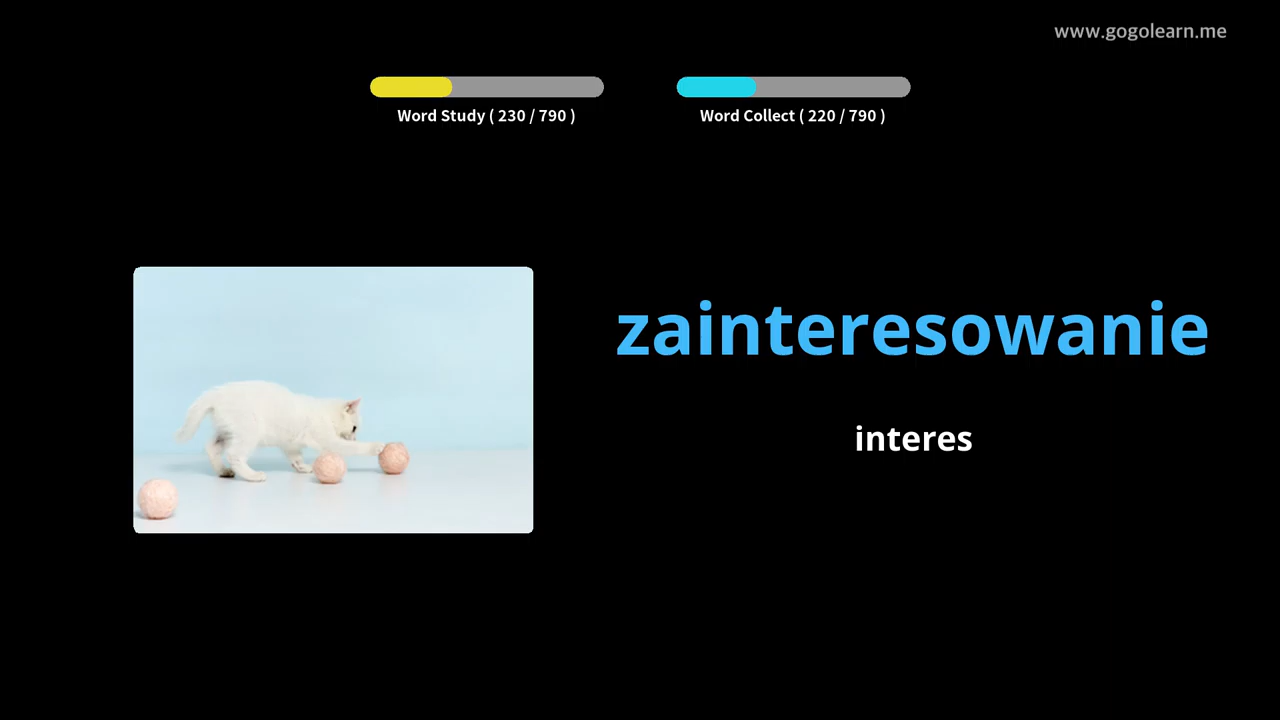 www.gogolearn.me
Word Study ( 230 / 790 )
Word Collect ( 220 / 790 )
zainteresowanie
interes